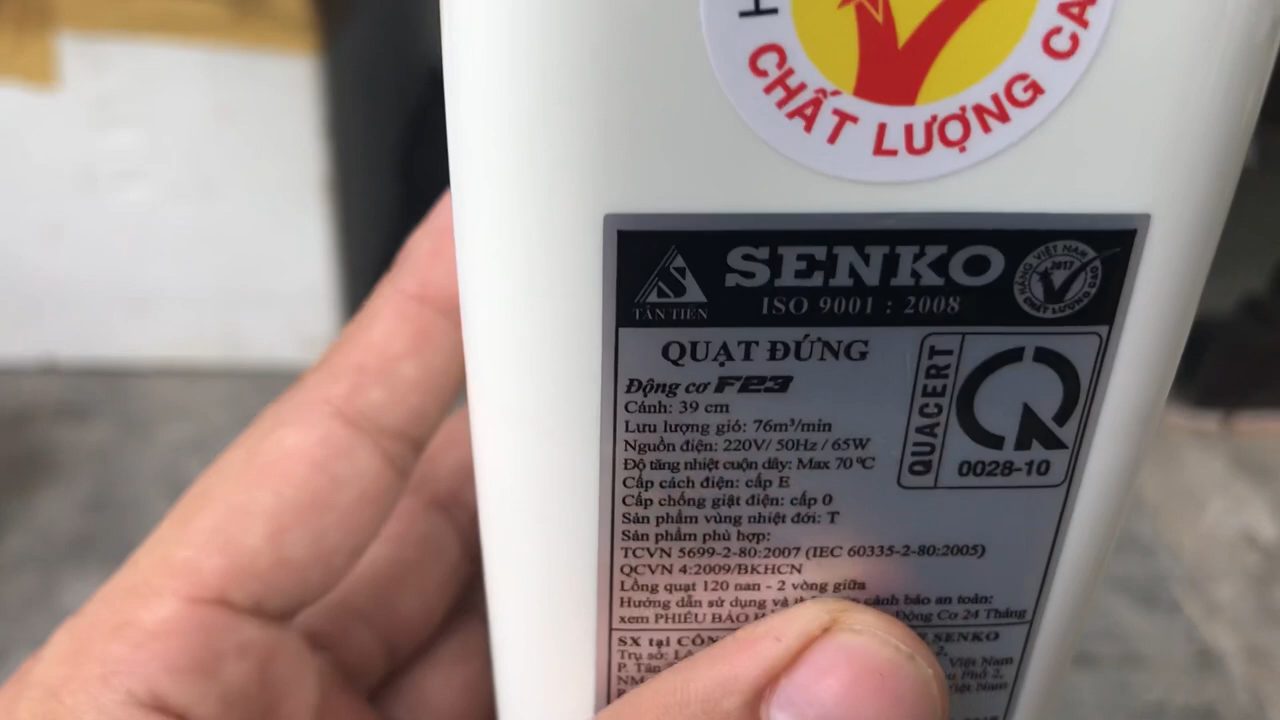 CHẤT LƯỢNG CA
SENKO
TÂN TIẾN
ISO 9001 : 2008
HÀNG VIỆT NAM
2017
CHẤT LƯỢNG CAO
QUẠT ĐỨNG
Động cơ F23
Cánh: 39 cm
Lưu lượng gió: 76m³/min
Nguồn điện: 220V/ 50Hz / 65W
Độ tăng nhiệt cuộn dây: Max 70 ºC
Cấp cách điện: cấp E
Cấp chống giật điện: cấp 0
Sản phẩm vùng nhiệt đới: T
Sản phẩm phù hợp:
TCVN 5699-2-80:2007 (IEC 60335-2-80:2005)
QCVN 4:2009/BKHCN
Lồng quạt 120 nan - 2 vòng giữa
Hướng dẫn sử dụng và cảnh báo an toàn:
xem PHIẾU BẢO Động Cơ 24 Tháng
QUACERT
0028-10
SX tại CÔN SENKO
Trụ sở: 2,
P. Tân Việt Nam
NM Phố 2,
Việt Nam